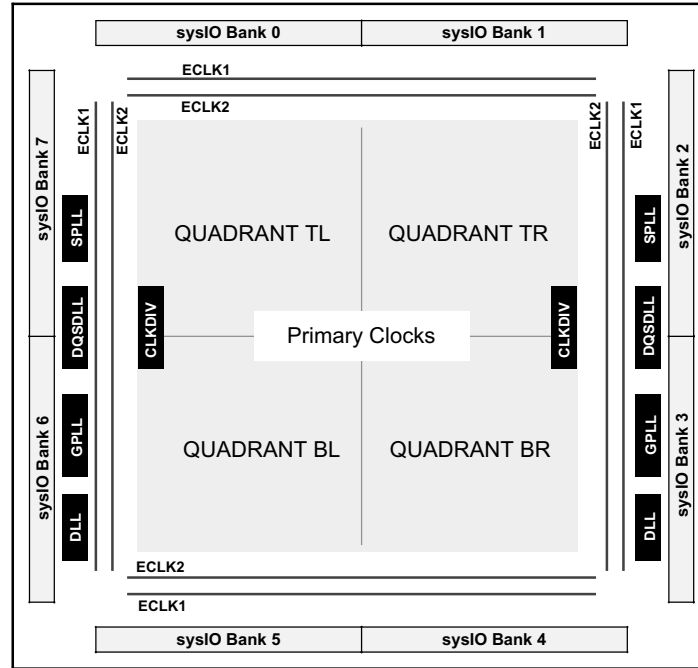 sysIO Bank 0
sysIO Bank 1
ECLK1
ECLK2
ECLK1
ECLK2
ECLK2
ECLK1
sysIO Bank 7
sysIO Bank 2
SPLL
SPLL
QUADRANT TL
QUADRANT TR
DQSDLL
CLKDIV
Primary Clocks
CLKDIV
DQSDLL
sysIO Bank 6
sysIO Bank 3
GPLL
GPLL
QUADRANT BL
QUADRANT BR
DLL
DLL
ECLK2
ECLK1
sysIO Bank 5
sysIO Bank 4